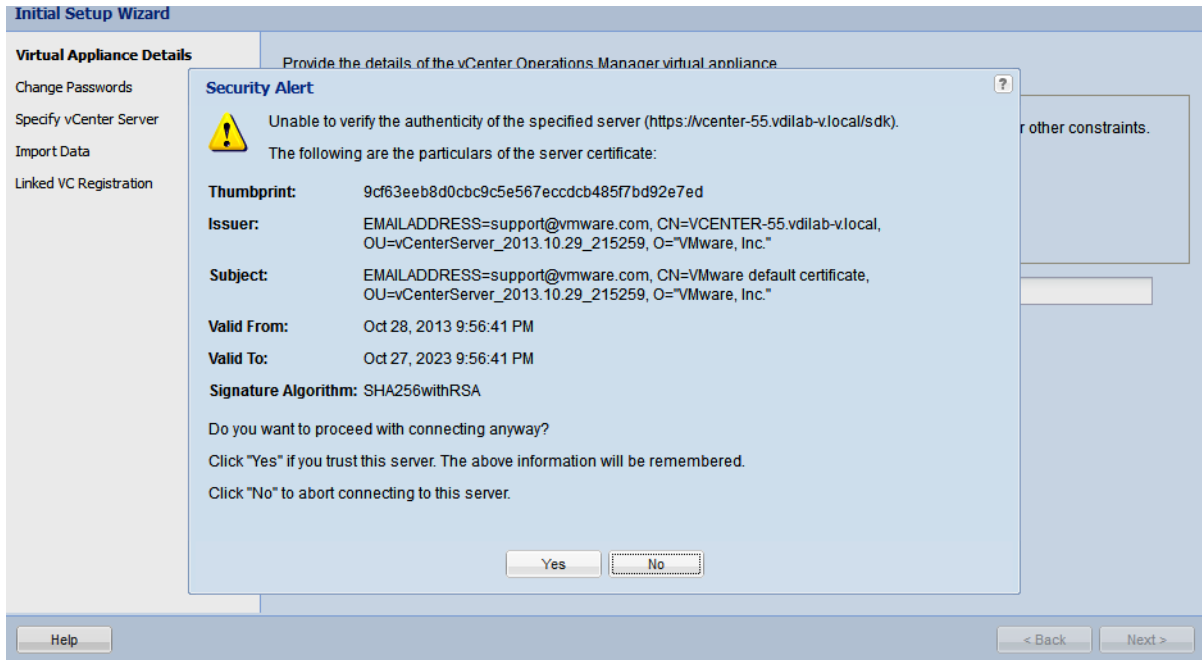 Initial Setup Wizard
Virtual Appliance Details
Change Passwords
Specify vCenter Server
Import Data
Linked VC Registration
Provide the details of the vCenter Operations Manager virtual appliance
r other constraints.
Security Alert
?
Unable to verify the authenticity of the specified server (https://vcenter-55.vdilab-v.local/sdk).
The following are the particulars of the server certificate:
Thumbprint: 9cf63eeb8d0cbc9c5e567eccdcb485f7bd92e7ed
Issuer: EMAILADDRESS=support@vmware.com, CN=VCENTER-55.vdilab-v.local,
OU=vCenterServer_2013.10.29_215259, O="VMware, Inc."
Subject: EMAILADDRESS=support@vmware.com, CN=VMware default certificate,
OU=vCenterServer_2013.10.29_215259, O="VMware, Inc."
Valid From: Oct 28, 2013 9:56:41 PM
Valid To: Oct 27, 2023 9:56:41 PM
Signature Algorithm: SHA256withRSA
Do you want to proceed with connecting anyway?
Click "Yes" if you trust this server. The above information will be remembered.
Click "No" to abort connecting to this server.
Yes No
Help < Back Next >